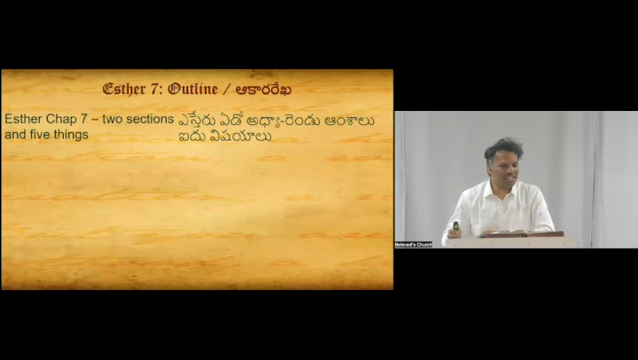 Esther 7: Outline / ఆకారరేఖ
Esther Chap 7 – two sections
and five things
ఎస్తేరు ఏడో అధ్యా-రెండు ఆంశాలు
ఐదు విషయాలు
Beloved's Church